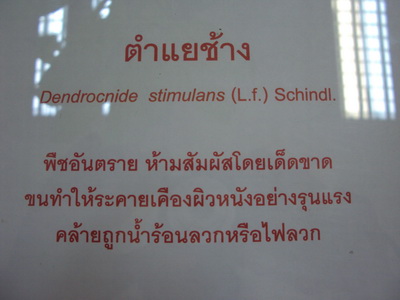 ตำแยช้าง
Dendrocnide stimulans (L.f.) Schindl.
พืชอันตราย ห้ามสัมผัสโดยเด็ดขาด
ขนทำให้ระคายเคืองผิวหนังอย่างรุนแรง
คล้ายถูกน้ำร้อนลวกหรือไฟลวก